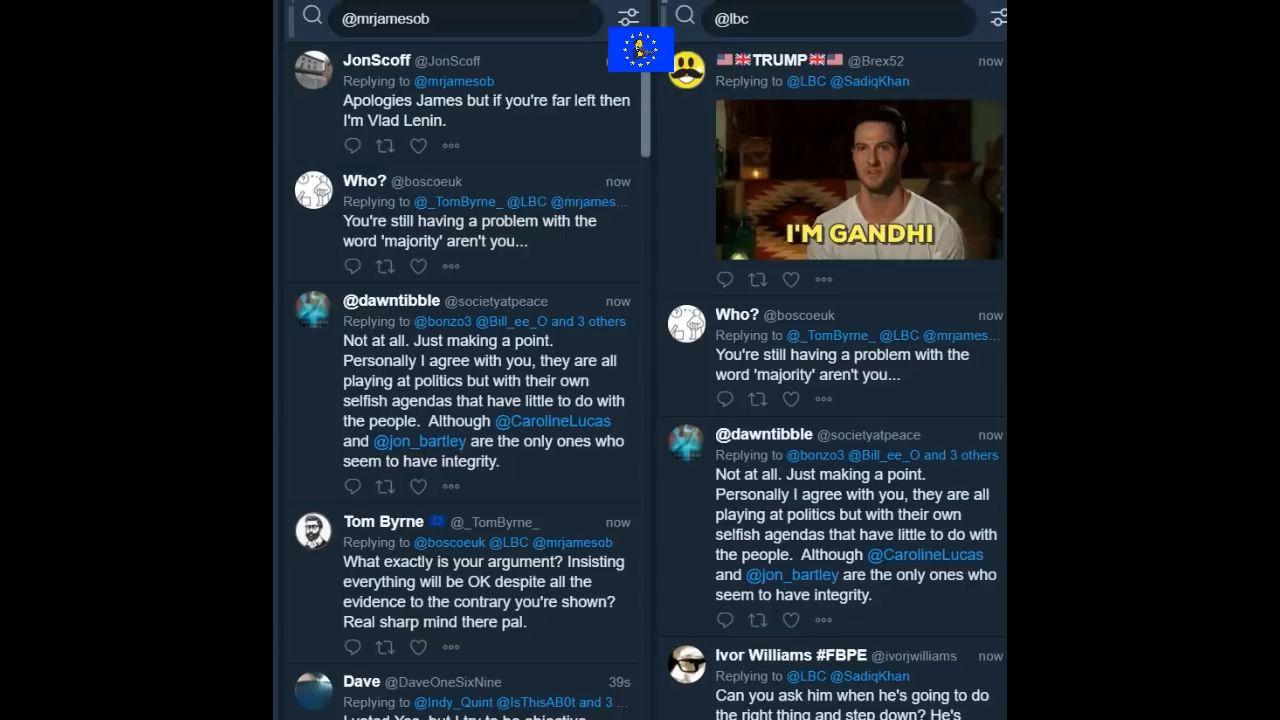 @mrjamesob
JonScoff @JonScoff
Replying to @mrjamesob
Apologies James but if you're far left then
I'm Vlad Lenin.
Who? @boscoeuk now
Replying to @_TomByrne_ @LBC @mrjames...
You're still having a problem with the
word 'majority' aren't you...
@dawntibble @societyatpeace now
Replying to @bonzo3 @Bill_ee_O and 3 others
Not at all. Just making a point.
Personally I agree with you, they are all
playing at politics but with their own
selfish agendas that have little to do with
the people. Although @CarolineLucas
and @jon_bartley are the only ones who
seem to have integrity.
Tom Byrne @_TomByrne_ now
Replying to @boscoeuk @LBC @mrjamesob
What exactly is your argument? Insisting
everything will be OK despite all the
evidence to the contrary you're shown?
Real sharp mind there pal.
Dave @DaveOneSixNine 39s
Replying to @Indy_Quint @IsThisAB0t and 3 ...
I voted Yes, but I try to be objective
@lbc
TRUMP @Brex52 now
Replying to @LBC @SadiqKhan
I'M GANDHI
Who? @boscoeuk now
Replying to @_TomByrne_ @LBC @mrjames...
You're still having a problem with the
word 'majority' aren't you...
@dawntibble @societyatpeace now
Replying to @bonzo3 @Bill_ee_O and 3 others
Not at all. Just making a point.
Personally I agree with you, they are all
playing at politics but with their own
selfish agendas that have little to do with
the people. Although @CarolineLucas
and @jon_bartley are the only ones who
seem to have integrity.
Ivor Williams #FBPE @ivorjwilliams now
Replying to @LBC @SadiqKhan
Can you ask him when he's going to do
the right thing and step down? He's